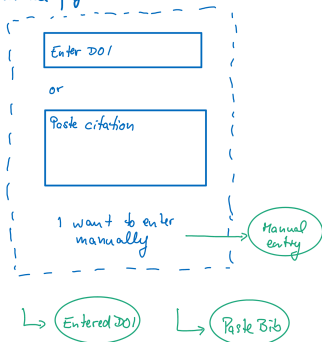 Enter DOI
or
Paste citation
I want to enter
manually
Manual
entry
Entered DOI
Paste Bib